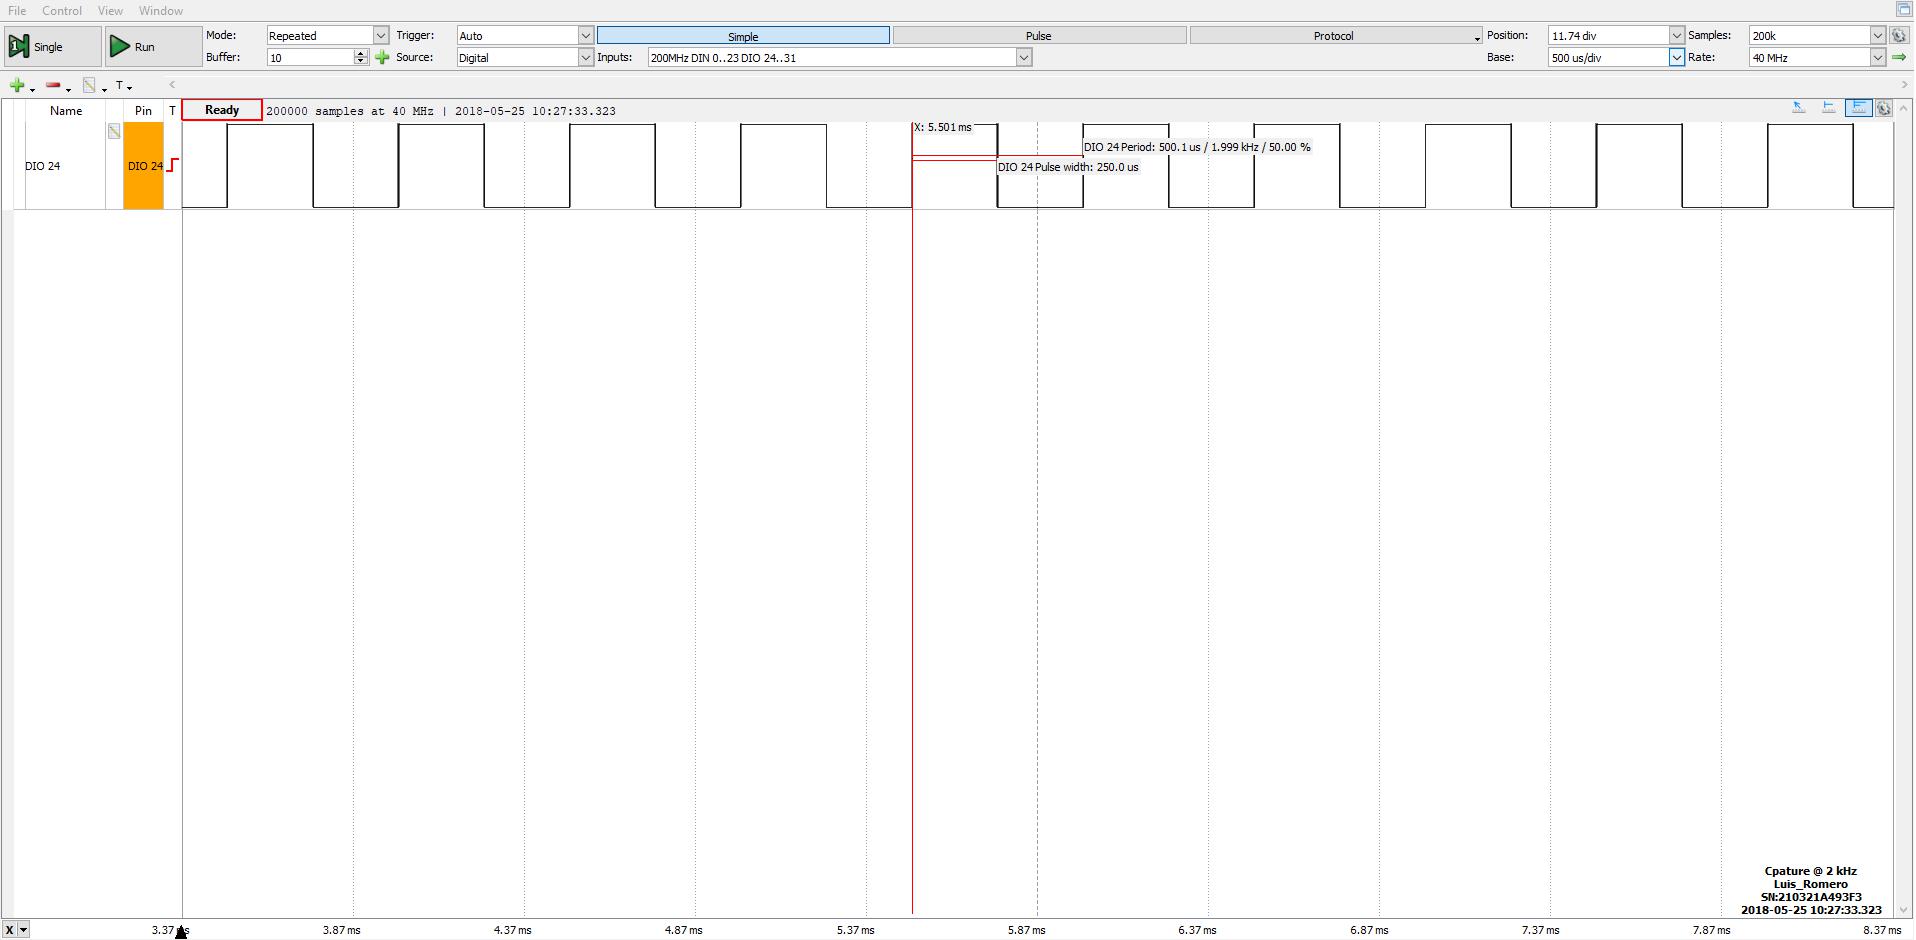 File Control View Window
Single Run Mode: Repeated Trigger: Auto Simple Pulse Protocol Position: 11.74 div Samples: 200k
Buffer: 10 Source: Digital Inputs: 200MHz DIN 0..23 DIO 24..31 Base: 500 us/div Rate: 40 MHz
T
Name Pin T Ready 200000 samples at 40 MHz | 2018-05-25 10:27:33.323
X: 5.501 ms
DIO 24 Period: 500.1 us / 1.999 kHz / 50.00 %
DIO 24 DIO 24 DIO 24 Pulse width: 250.0 us
Cpature @ 2 kHz
Luis_Romero
SN:210321A493F3
2018-05-25 10:27:33.323
X 3.37 ms 3.87 ms 4.37 ms 4.87 ms 5.37 ms 5.87 ms 6.37 ms 6.87 ms 7.37 ms 7.87 ms 8.37 ms